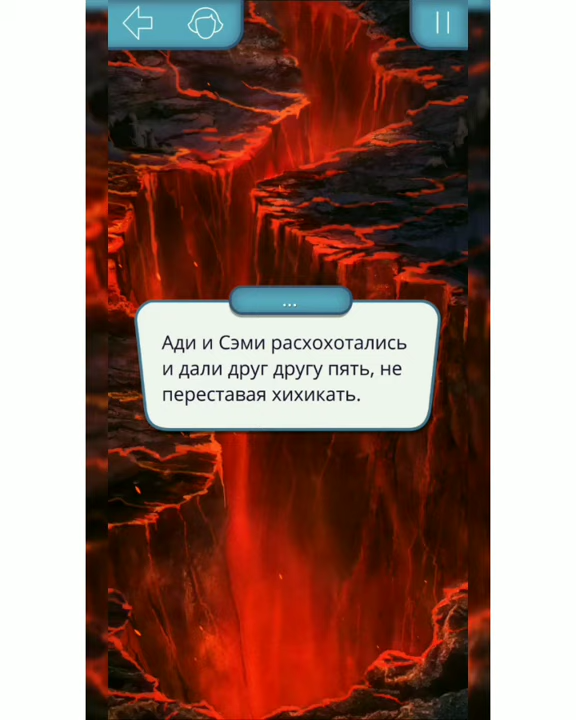 ...
Ади и Сэми расхохотались
и дали друг другу пять, не
переставая хихикать.